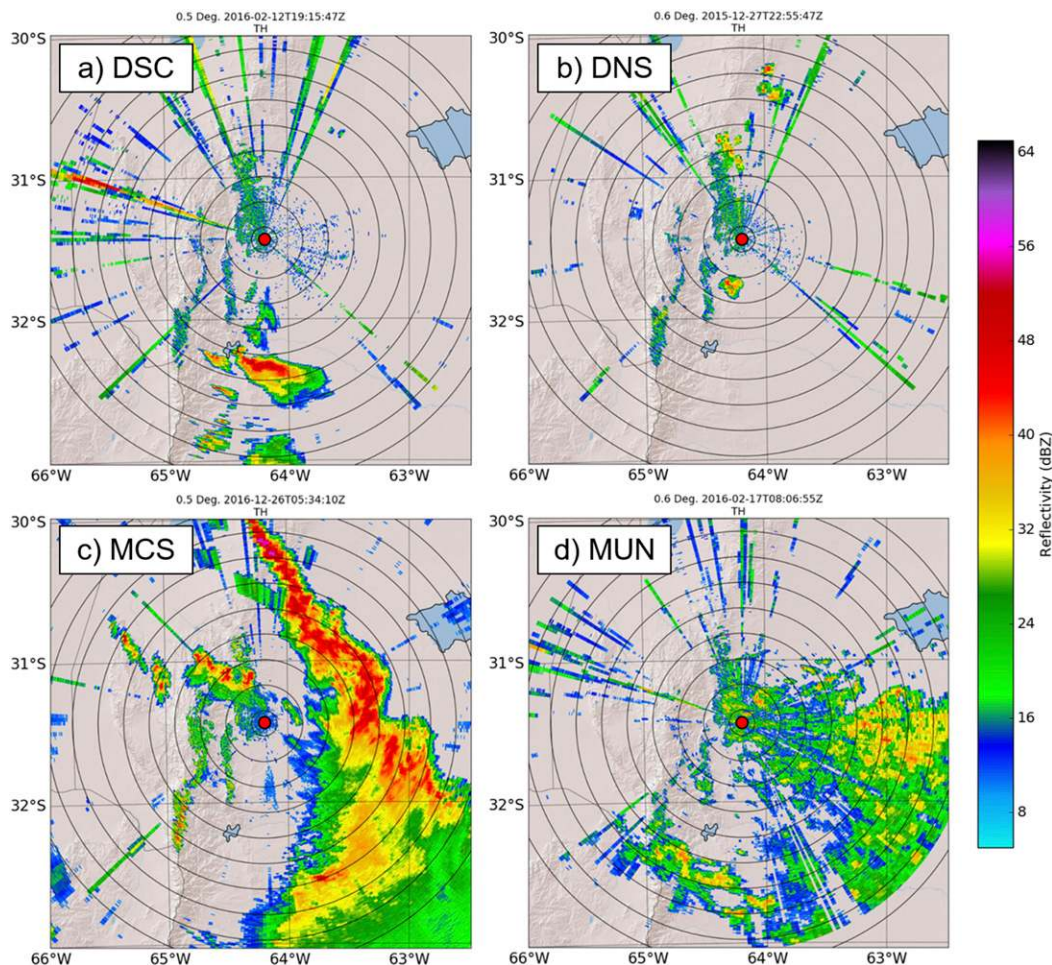 0.5 Deg. 2016-02-12T19:15:47Z
TH
0.6 Deg. 2015-12-27T22:55:47Z
TH
30°S
a) DSC
31°S
32°S
66°W 65°W 64°W 63°W
30°S
b) DNS
31°S
32°S
66°W 65°W 64°W 63°W
0.5 Deg. 2016-12-26T05:34:10Z
TH
0.6 Deg. 2016-02-17T08:06:55Z
TH
30°S
c) MCS
31°S
32°S
66°W 65°W 64°W 63°W
30°S
d) MUN
31°S
32°S
66°W 65°W 64°W 63°W
64
56
48
40
32
24
16
8
Reflectivity (dBZ)